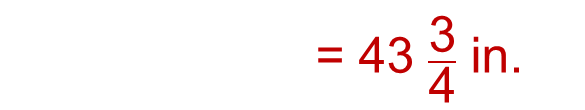 = 43 3/4 in.